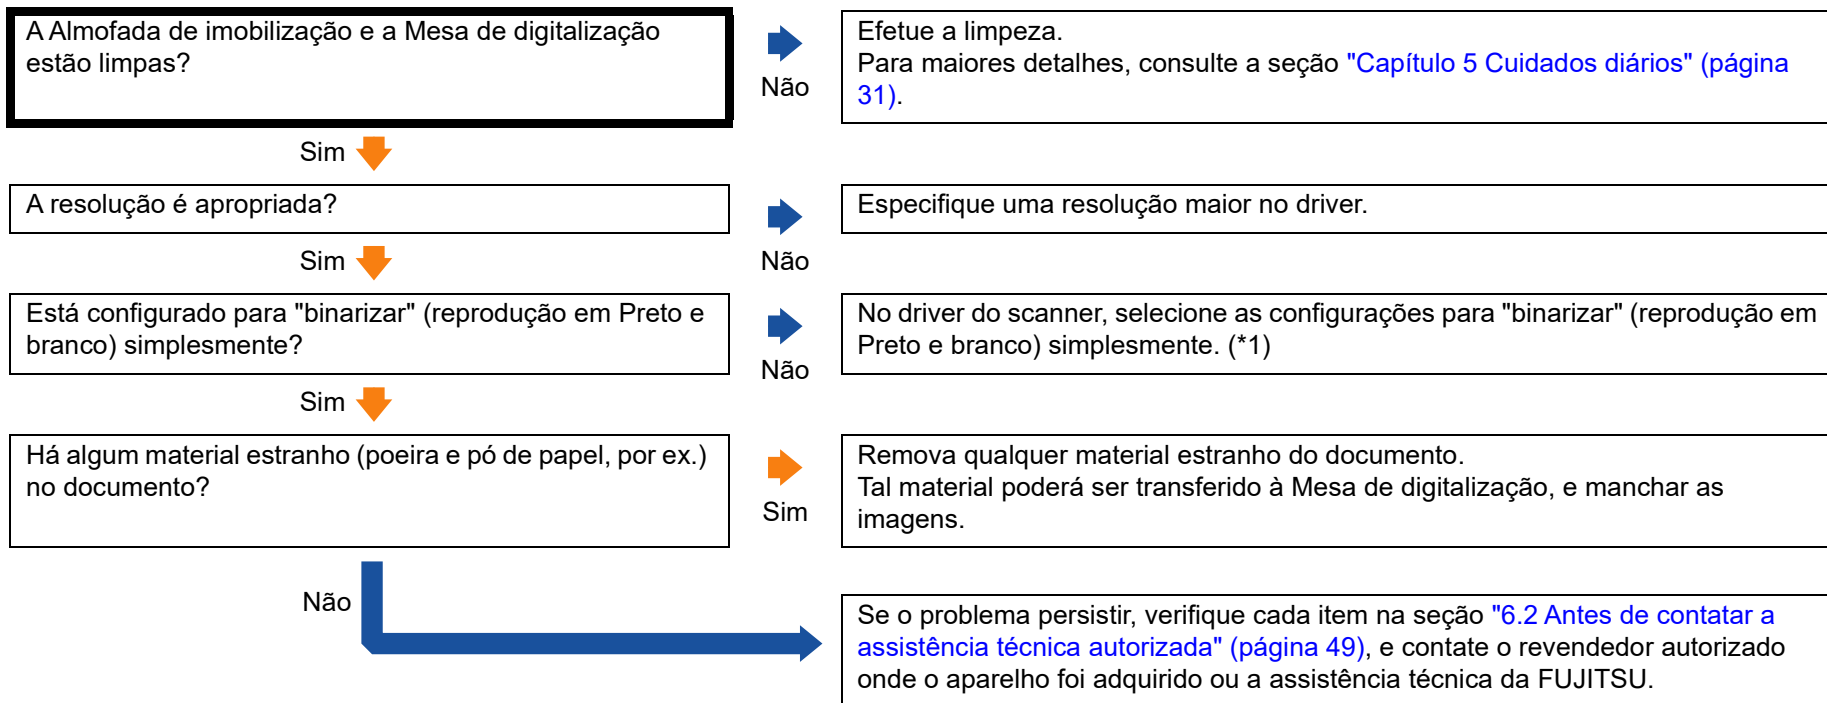 A Almofada de imobilização e a Mesa de digitalização
estão limpas?
Não
Efetue a limpeza.
Para maiores detalhes, consulte a seção "Capítulo 5 Cuidados diários" (página
31).
Sim
A resolução é apropriada?
Não
Especifique uma resolução maior no driver.
Sim
Está configurado para "binarizar" (reprodução em Preto e
branco) simplesmente?
Não
No driver do scanner, selecione as configurações para "binarizar" (reprodução em
Preto e branco) simplesmente. (*1)
Sim
Há algum material estranho (poeira e pó de papel, por ex.)
no documento?
Sim
Remova qualquer material estranho do documento.
Tal material poderá ser transferido à Mesa de digitalização, e manchar as
imagens.
Não
Se o problema persistir, verifique cada item na seção "6.2 Antes de contatar a
assistência técnica autorizada" (página 49), e contate o revendedor autorizado
onde o aparelho foi adquirido ou a assistência técnica da FUJITSU.